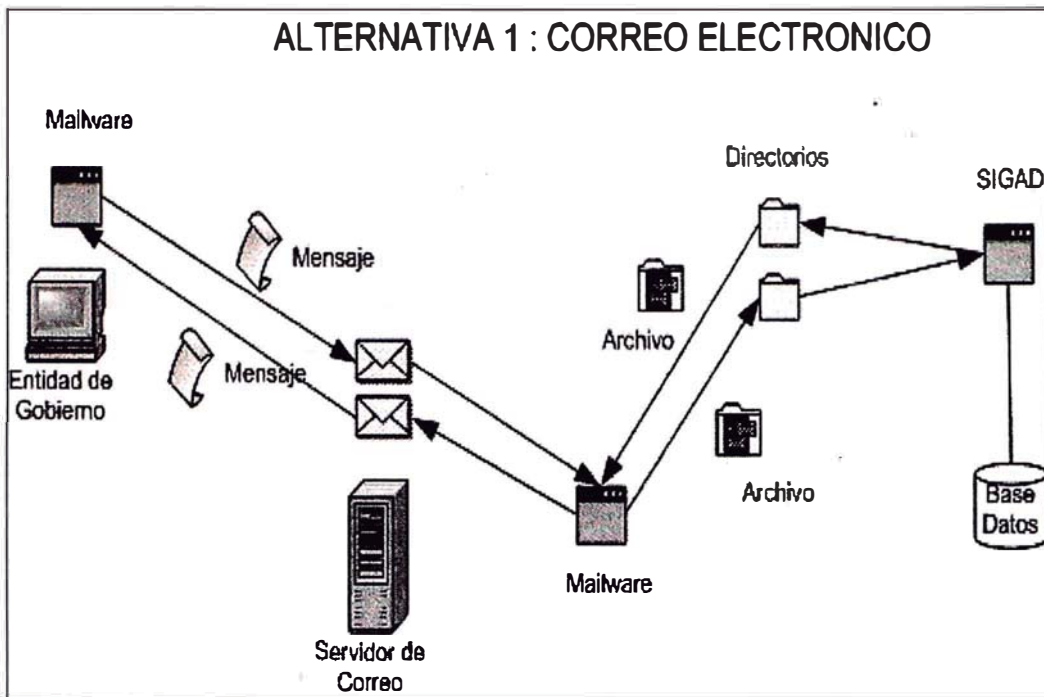 ALTERNATIVA 1 : CORREO ELECTRONICO
Mailware
Directorios
SIGAD
Mensaje
Archivo
Mensaje
Entidad de
Gobierno
Archivo
Base
Datos
Mailware
Servidor de
Correo